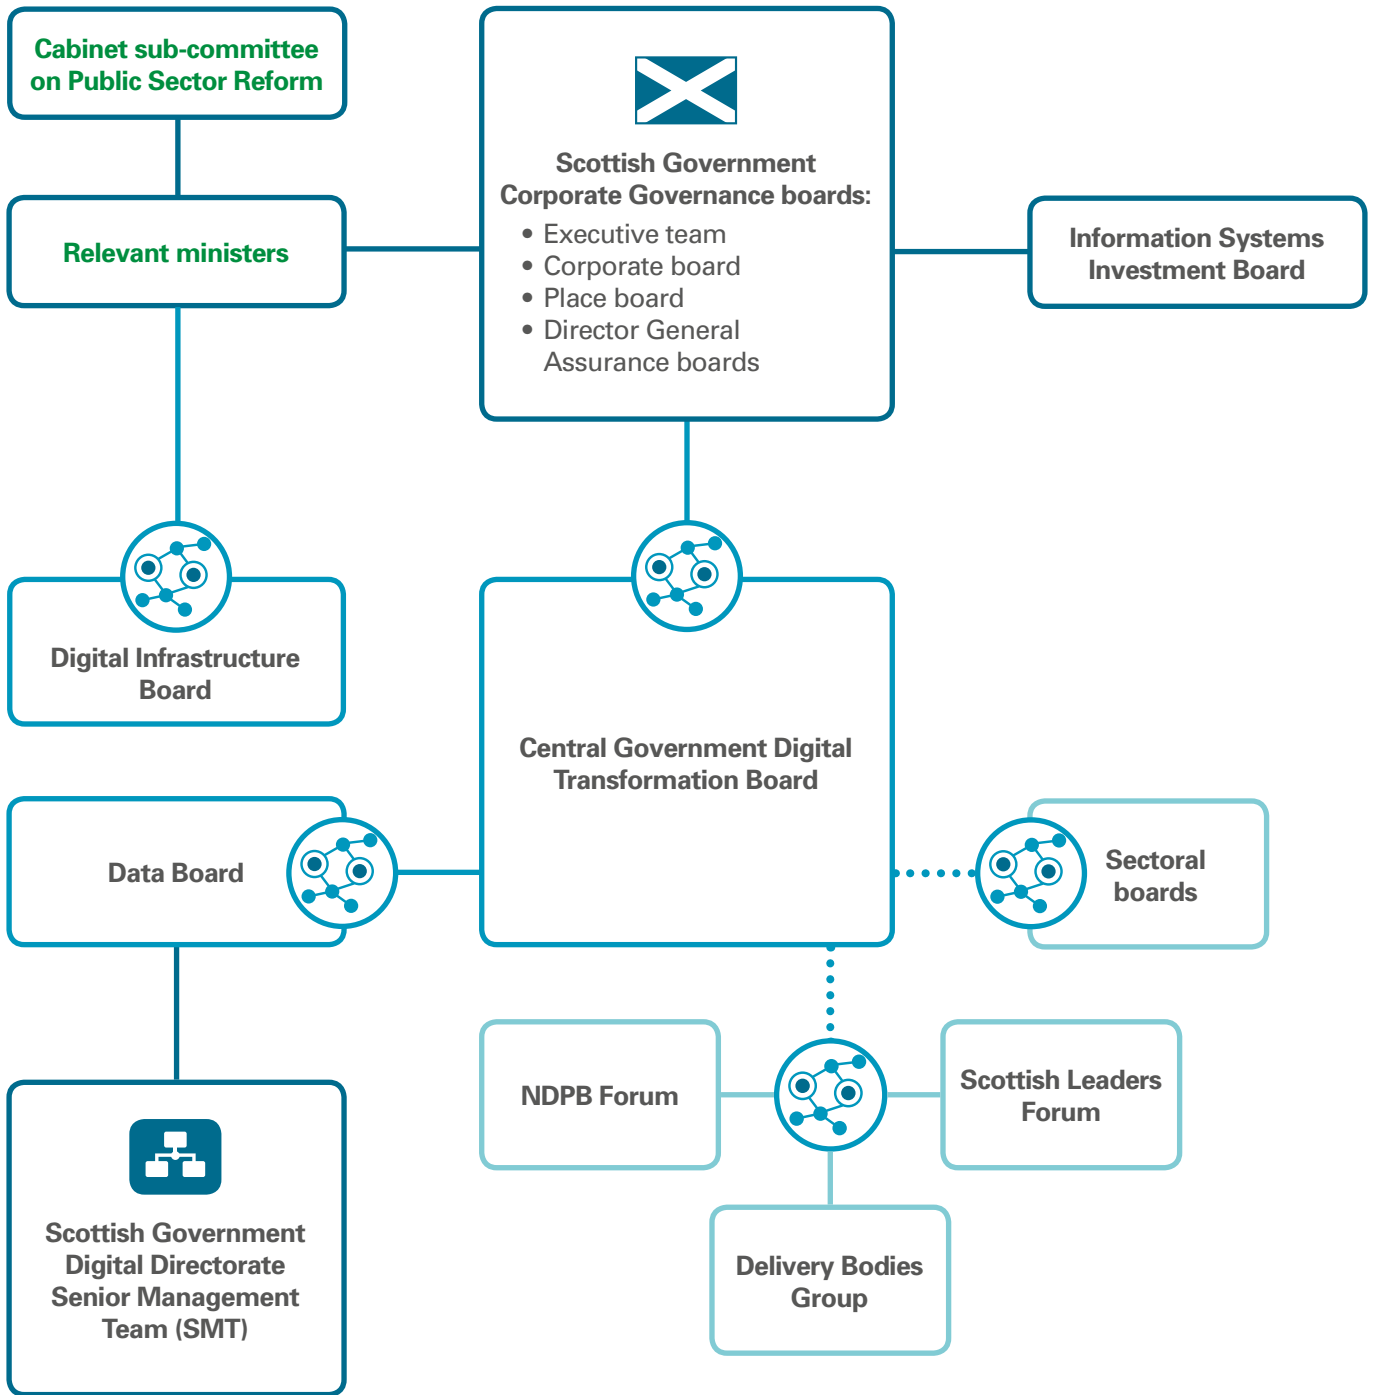 Cabinet sub-committee
on Public Sector Reform
Scottish Government
Corporate Governance boards:
• Executive team
• Corporate board
• Place board
• Director General
Assurance boards
Relevant ministers
Information Systems
Investment Board
Digital Infrastructure
Board
Central Government Digital
Transformation Board
Data Board
Sectoral
boards
NDPB Forum
Scottish Leaders
Forum
Delivery Bodies
Group
Scottish Government
Digital Directorate
Senior Management
Team (SMT)